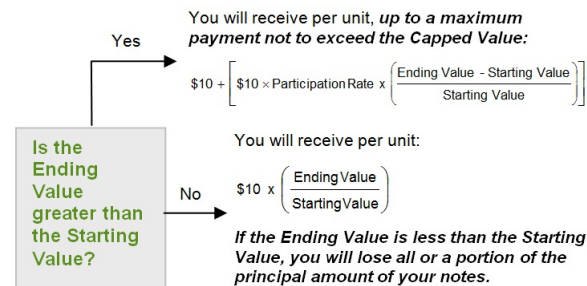 You will receive per unit, up to a maximum
payment not to exceed the Capped Value:
Yes
$10 + [$10 × Participation Rate x (Ending Value - Starting Value / Starting Value)]
Is the
Ending
Value
greater than
the Starting
Value?
No
You will receive per unit:
$10 x (Ending Value / Starting Value)
If the Ending Value is less than the Starting
Value, you will lose all or a portion of the
principal amount of your notes.